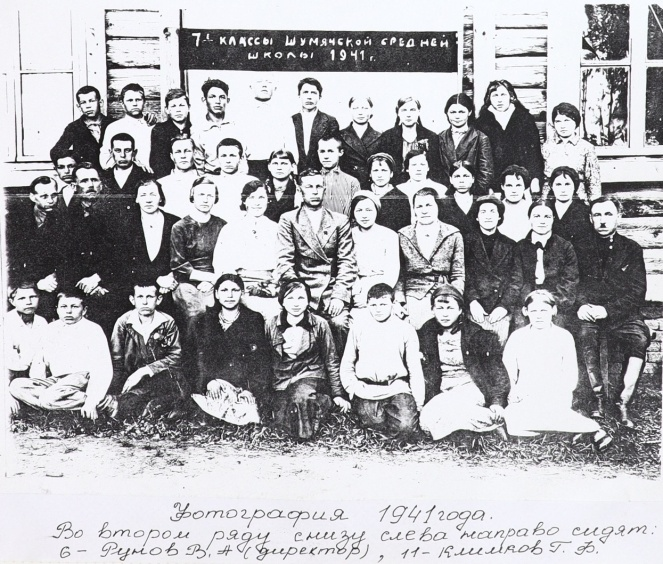 7-е классы Шумячской средней
школы 1941 г.
Фотография 1941 года.
Во втором ряду снизу слева направо сидят:
6 - Рунов В. А (директор), 11 - Климков Г. Ф.